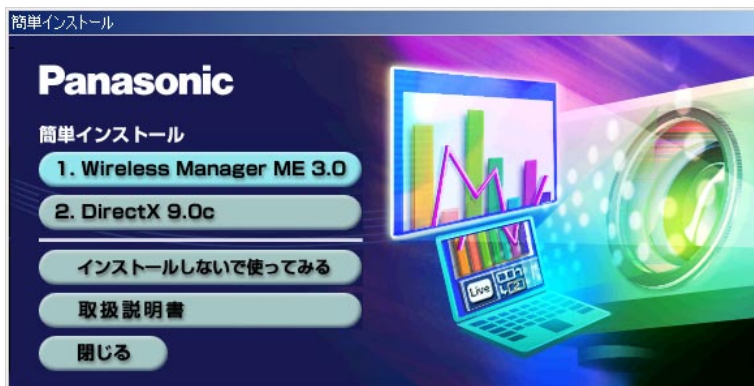 簡単インストール
Panasonic
簡単インストール
1. Wireless Manager ME 3.0
2. DirectX 9.0c
インストールしないで使ってみる
取扱説明書
閉じる
Live